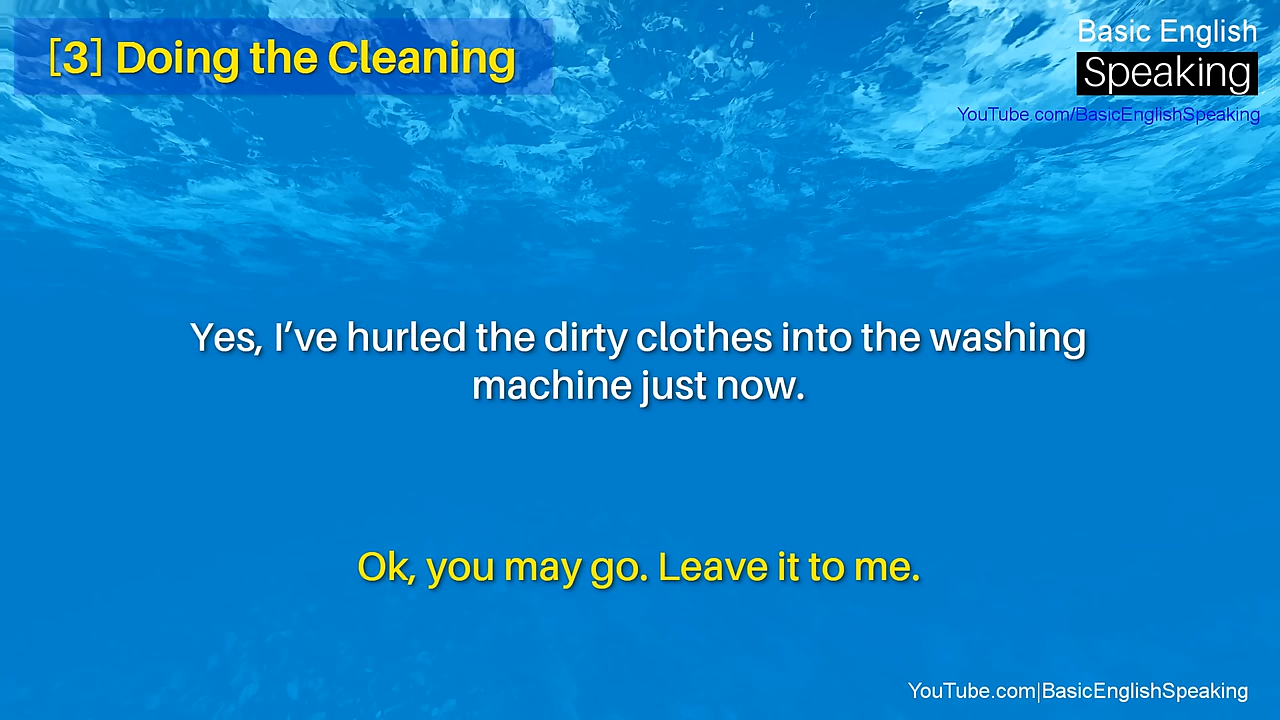 [3] Doing the Cleaning
Basic English
Speaking
YouTube.com/BasicEnglishSpeaking
Yes, I’ve hurled the dirty clothes into the washing
machine just now.
Ok, you may go. Leave it to me.
YouTube.com|BasicEnglishSpeaking